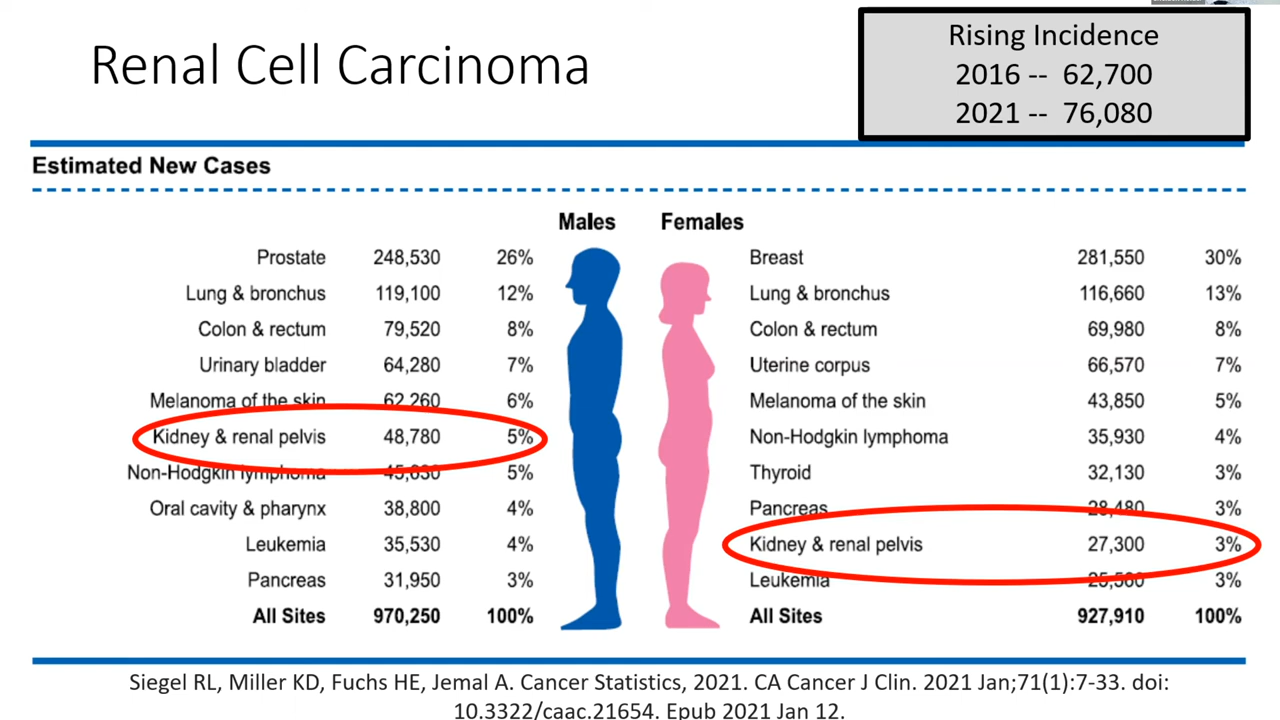 Renal Cell Carcinoma
Rising Incidence
2016 -- 62,700
2021 -- 76,080
Estimated New Cases
Males Females
Prostate 248,530 26% Breast 281,550 30%
Lung & bronchus 119,100 12% Lung & bronchus 116,660 13%
Colon & rectum 79,520 8% Colon & rectum 69,980 8%
Urinary bladder 64,280 7% Uterine corpus 66,570 7%
Melanoma of the skin 62,260 6% Melanoma of the skin 43,850 5%
Kidney & renal pelvis 48,780 5% Non-Hodgkin lymphoma 35,930 4%
Non-Hodgkin lymphoma 5% Thyroid 32,130 3%
Oral cavity & pharynx 38,800 4% Pancreas 28,480 3%
Leukemia 35,530 4% Kidney & renal pelvis 27,300 3%
Pancreas 31,950 3% Leukemia 25,560 3%
All Sites 970,250 100% All Sites 927,910 100%
Siegel RL, Miller KD, Fuchs HE, Jemal A. Cancer Statistics, 2021. CA Cancer J Clin. 2021 Jan;71(1):7-33. doi:
10.3322/caac.21654. Epub 2021 Jan 12.